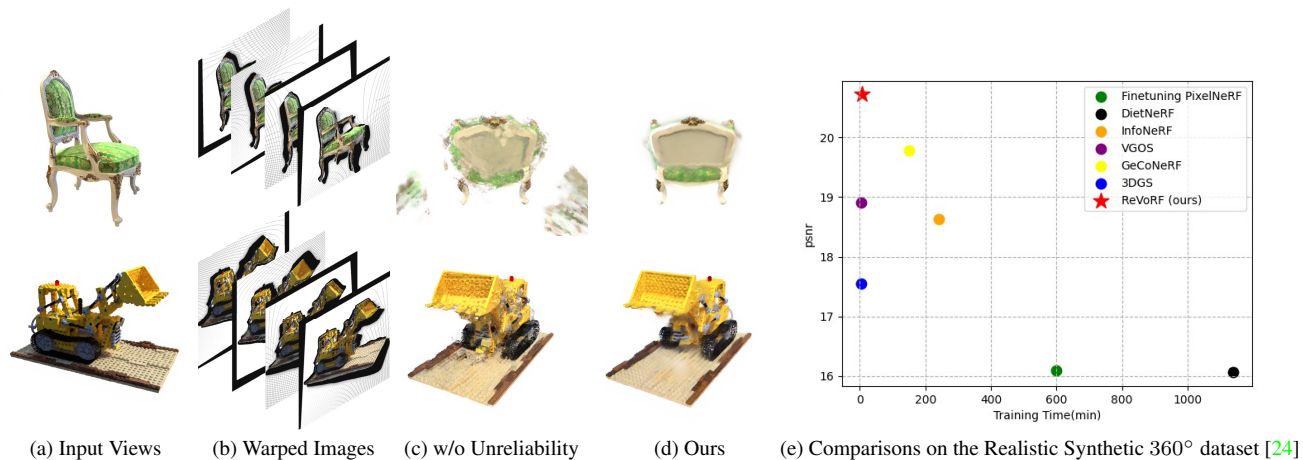 20
19
18
17
16
psnr
0
200
400
600
800
1000
Training Time(min)
Finetuning PixelNeRF
DietNeRF
InfoNeRF
VGOS
GeCoNeRF
3DGS
ReVoRF (ours)
(a) Input Views
(b) Warped Images
(c) w/o Unreliability
(d) Ours
(e) Comparisons on the Realistic Synthetic 360° dataset [24]